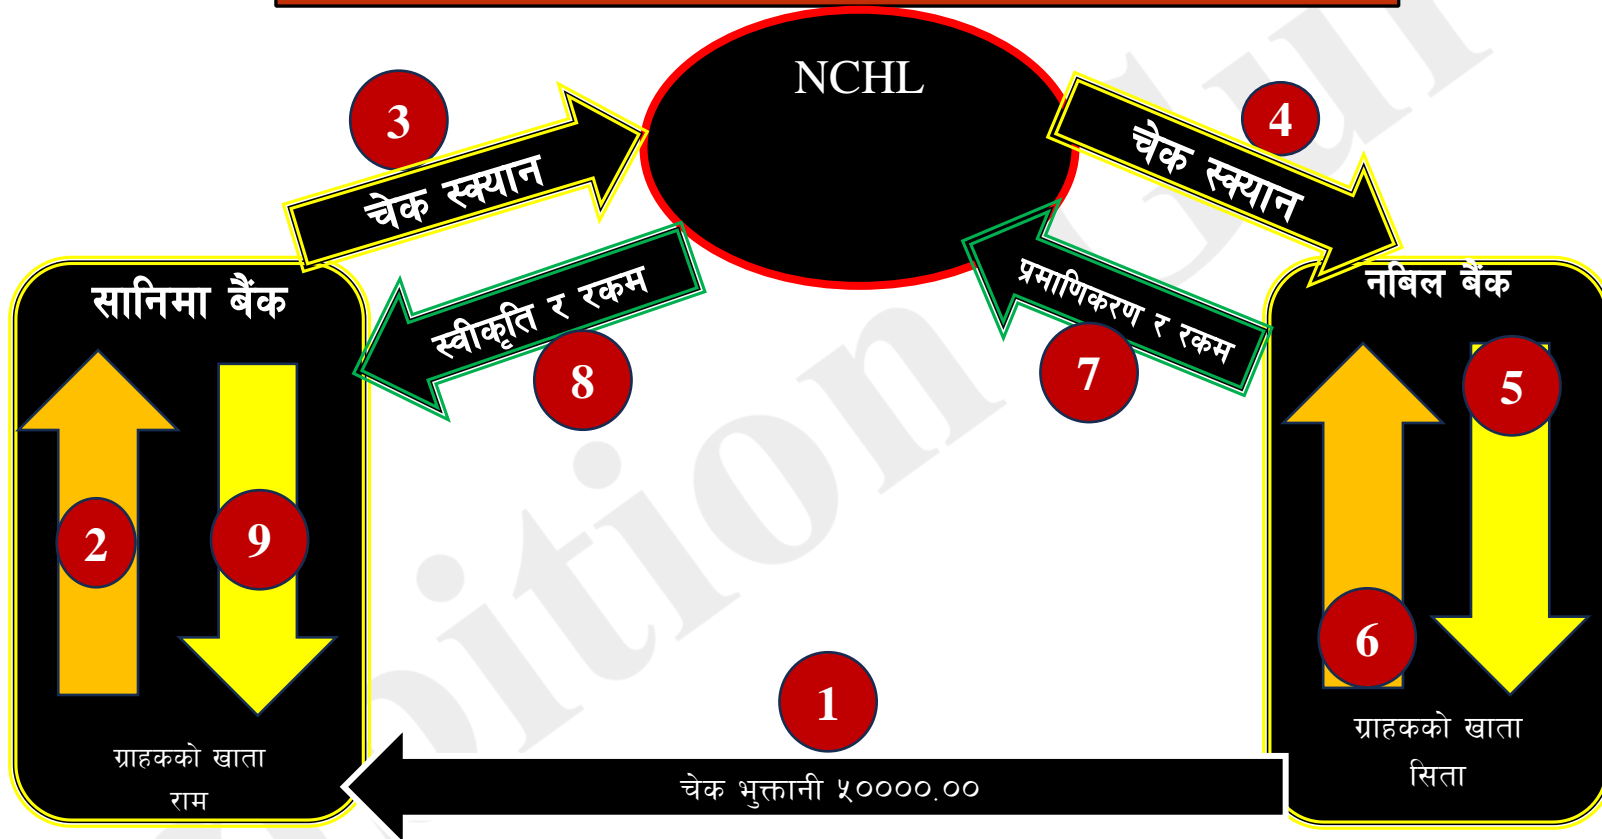 NCHL
3
4
चेक स्क्यान
चेक स्क्यान
सानिमा बैंक
नबिल बैंक
स्वीकृति र रकम
प्रमाणिकरण र रकम
8
7
5
2
9
6
1
ग्राहकको खाता
राम
ग्राहकको खाता
सिता
चेक भुक्तानी ५००००.००